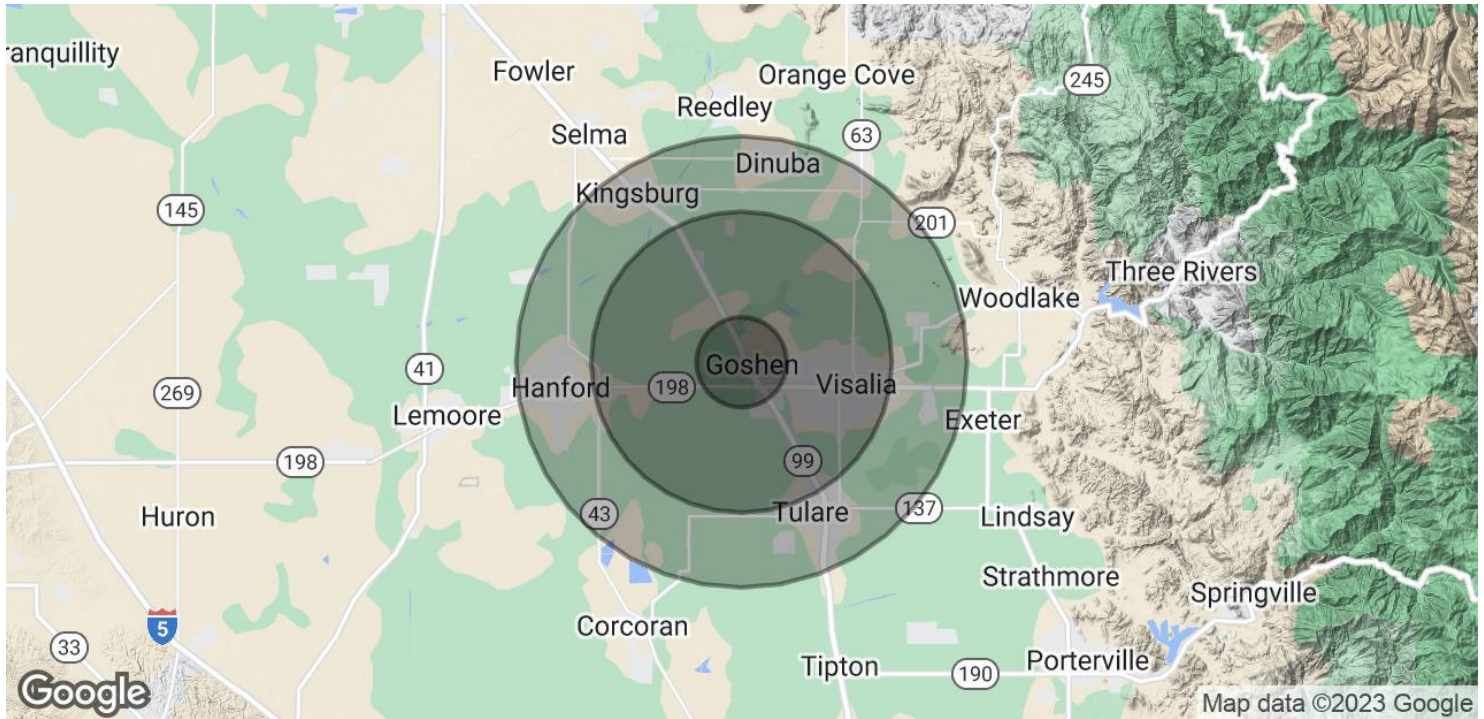 ranquillity
Fowler
Orange Cove
245
Reedley
Selma
63
Dinuba
Kingsburg
145
201
Three Rivers
Woodlake
Goshen
41
Hanford
198
Visalia
269
Lemoore
Exeter
198
99
43
Tulare
137
Huron
Lindsay
Strathmore
Springville
5
Corcoran
33
Tipton
190
Porterville
Google
Map data ©2023 Google